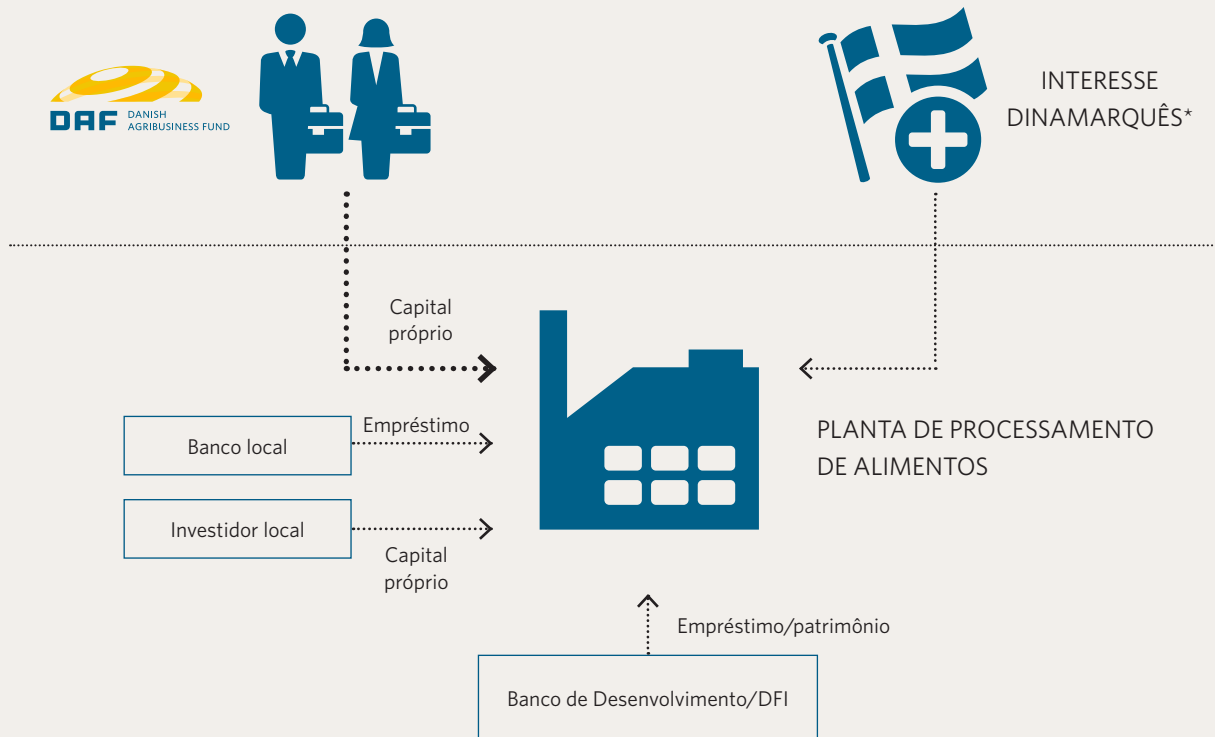 DAF DANISH
AGRIBUSINESS FUND
INTERESSE
DINAMARQUÊS*
Capital
próprio
Banco local
Empréstimo
PLANTA DE PROCESSAMENTO
DE ALIMENTOS
Investidor local
Capital
próprio
Empréstimo/patrimônio
Banco de Desenvolvimento/DFI